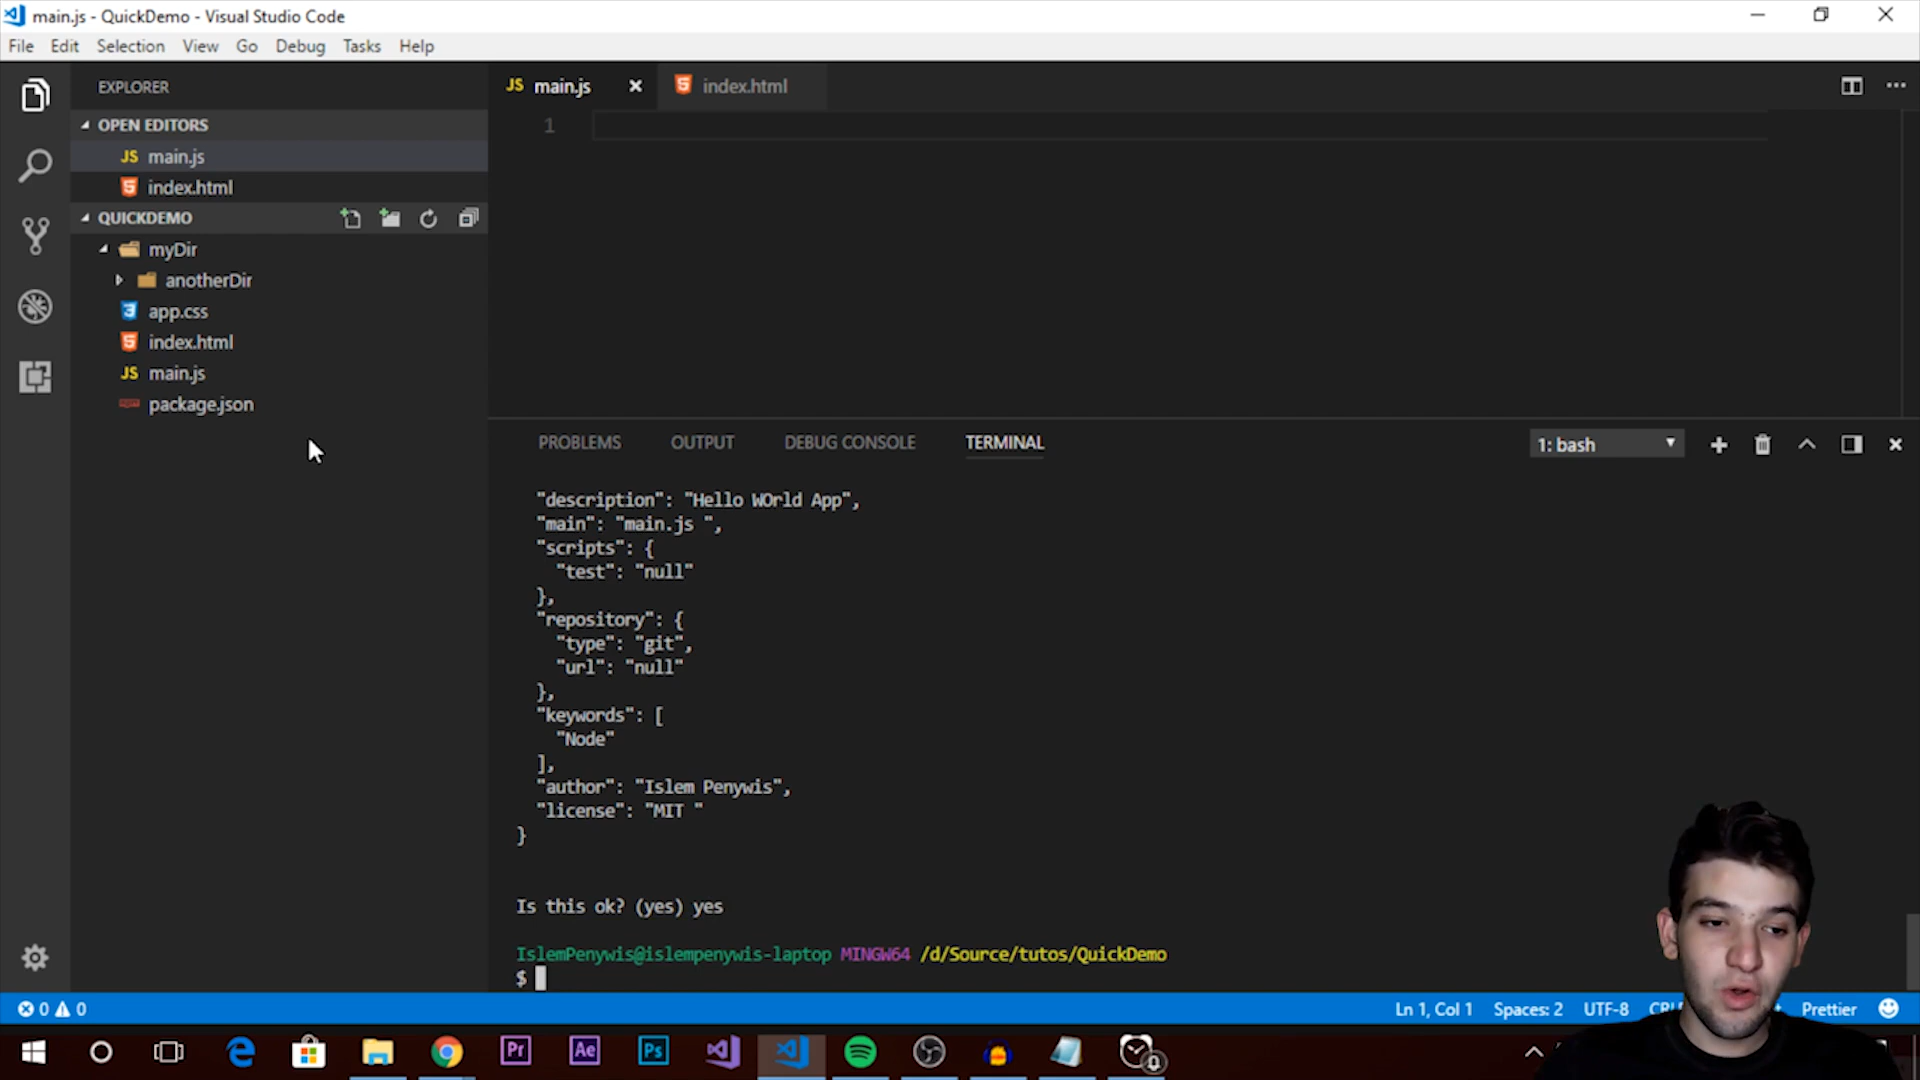 main.js - QuickDemo - Visual Studio Code
File Edit Selection View Go Debug Tasks Help
EXPLORER
OPEN EDITORS
JS main.js
index.html
QUICKDEMO
myDir
anotherDir
app.css
index.html
JS main.js
package.json
JS main.js
index.html
1
PROBLEMS OUTPUT DEBUG CONSOLE TERMINAL
1: bash
"description": "Hello WOrld App",
"main": "main.js ",
"scripts": {
"test": "null"
},
"repository": {
"type": "git",
"url": "null"
},
"keywords": [
"Node"
],
"author": "Islem Penywis",
"license": "MIT "
}
Is this ok? (yes) yes
IslemPenywis@islempenywis-laptop MINGW64 /d/Source/tutos/QuickDemo
$
0 0
Ln 1, Col 1 Spaces: 2 UTF-8 Prettier
Pr Ae Ps